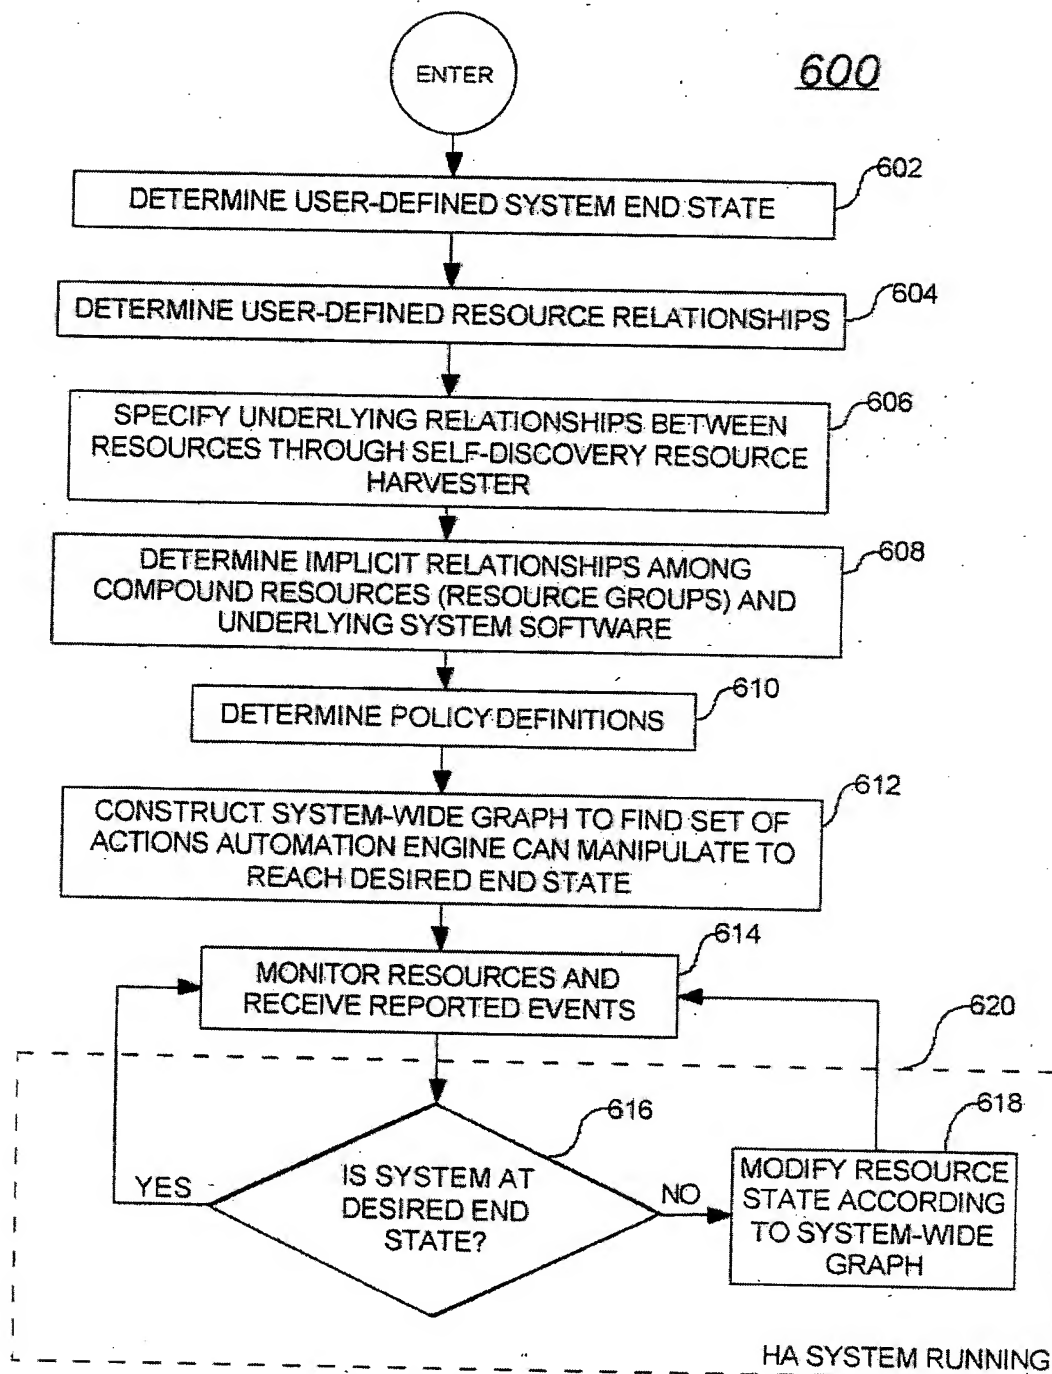 ENTER
600
602
DETERMINE USER-DEFINED SYSTEM END STATE
604
DETERMINE USER-DEFINED RESOURCE RELATIONSHIPS
606
SPECIFY UNDERLYING RELATIONSHIPS BETWEEN
RESOURCES THROUGH SELF-DISCOVERY RESOURCE
HARVESTER
608
DETERMINE IMPLICIT RELATIONSHIPS AMONG
COMPOUND RESOURCES (RESOURCE GROUPS) AND
UNDERLYING SYSTEM SOFTWARE
610
DETERMINE POLICY DEFINITIONS
612
CONSTRUCT SYSTEM-WIDE GRAPH TO FIND SET OF
ACTIONS AUTOMATION ENGINE CAN MANIPULATE TO
REACH DESIRED END STATE
614
MONITOR RESOURCES AND
RECEIVE REPORTED EVENTS
620
616
618
IS SYSTEM AT
DESIRED END
STATE?
YES
NO
MODIFY RESOURCE
STATE ACCORDING
TO SYSTEM-WIDE
GRAPH
HA SYSTEM RUNNING